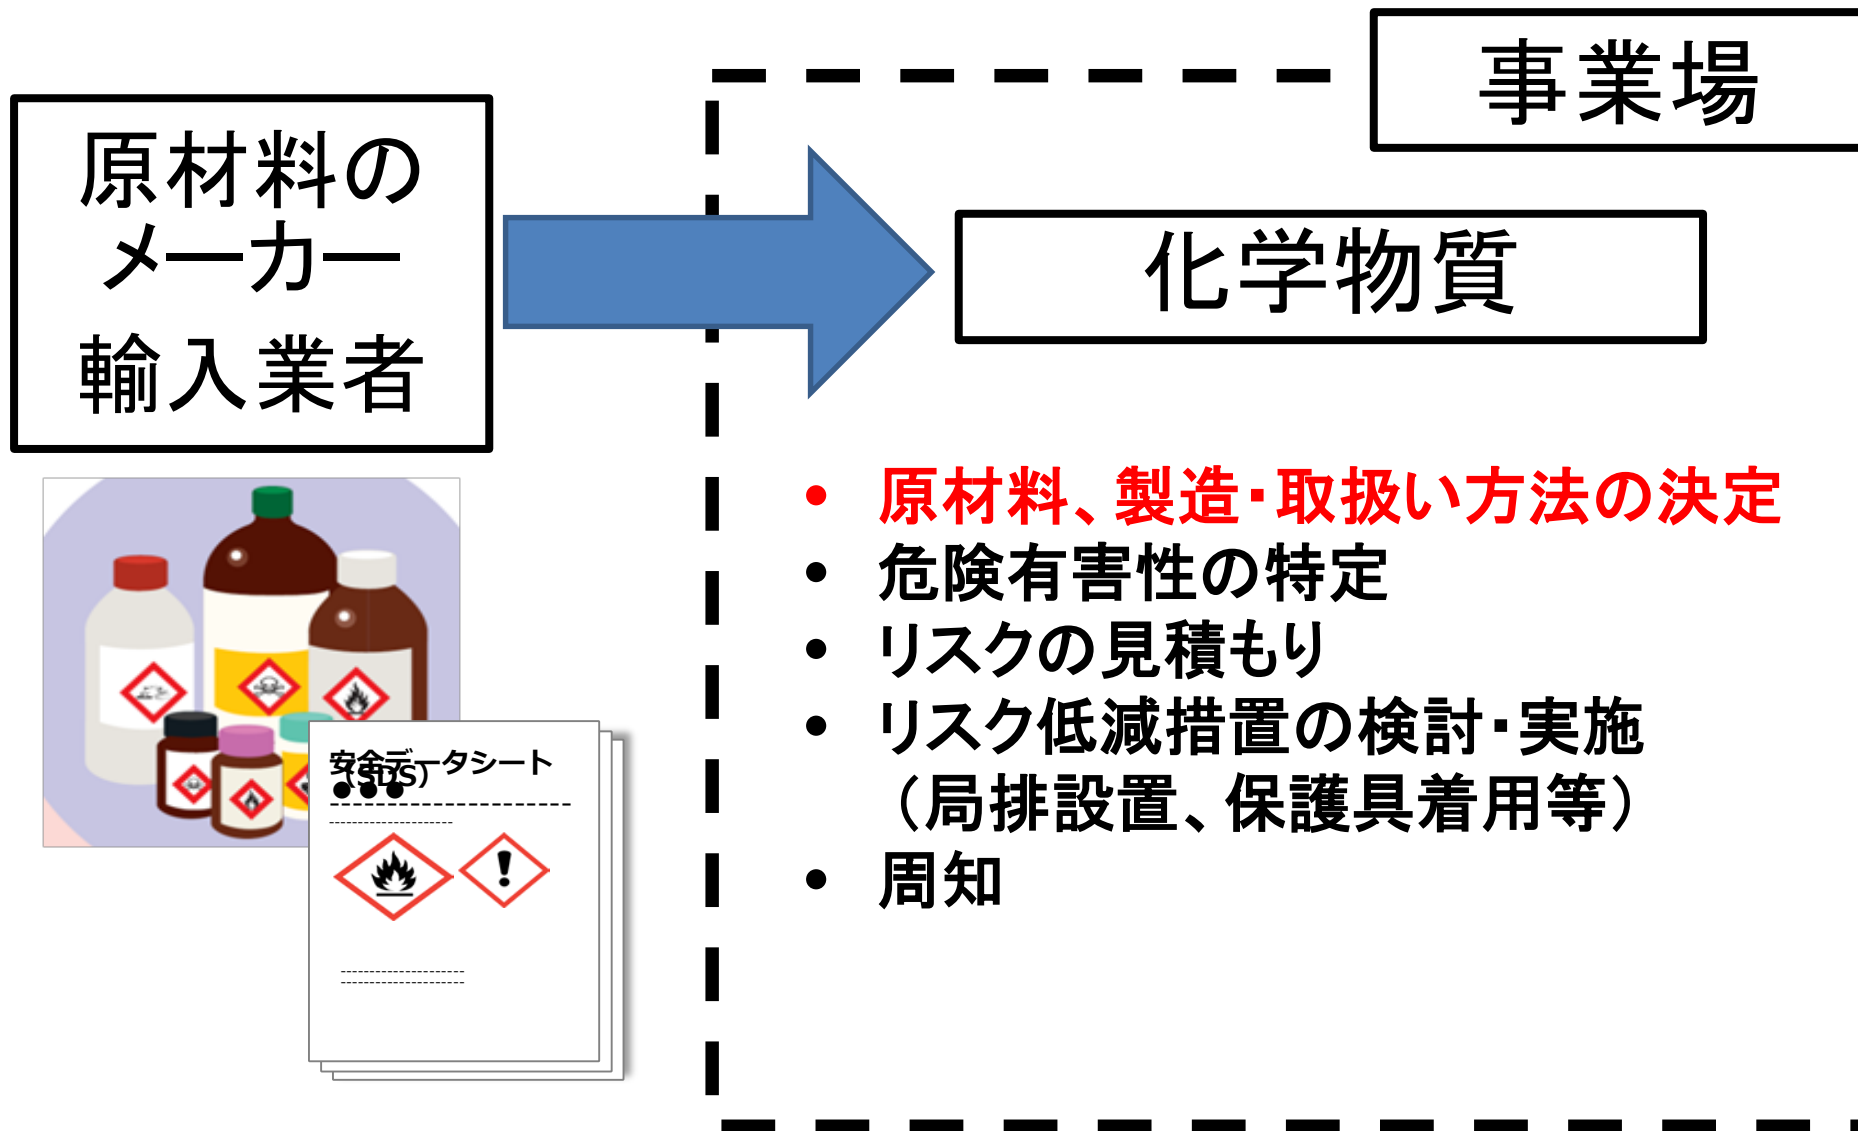 事業場
原材料の
メーカー
輸入業者
化学物質
• 原材料、製造・取扱い方法の決定
• 危険有害性の特定
• リスクの見積もり
• リスク低減措置の検討・実施
（局排設置、保護具着用等）
• 周知
安全データシート
（SDS）
●●●